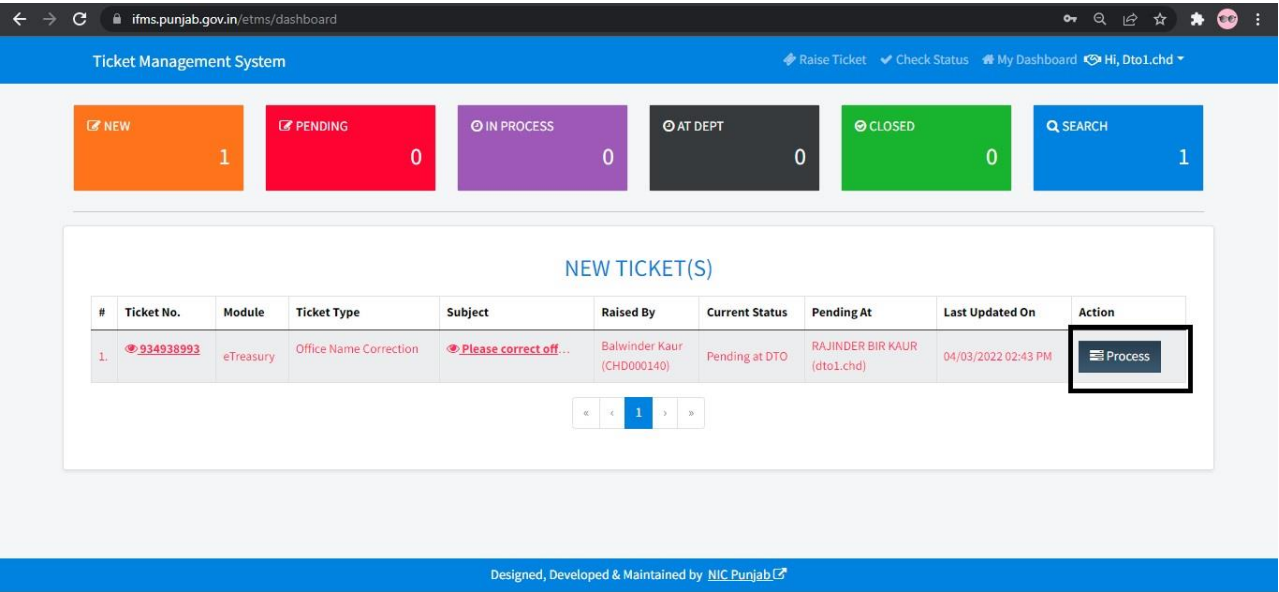 ifms.punjab.gov.in/etms/dashboard
Ticket Management System
Raise Ticket Check Status My Dashboard Hi, Dto1.chd
NEW
1
PENDING
0
IN PROCESS
0
AT DEPT
0
CLOSED
0
SEARCH
1
NEW TICKET(S)
# Ticket No. Module Ticket Type Subject Raised By Current Status Pending At Last Updated On Action
1. 934938993 eTreasury Office Name Correction Please correct off... Balwinder Kaur (CHD000140) Pending at DTO RAJINDER BIR KAUR (dto1.chd) 04/03/2022 02:43 PM Process
« ‹ 1 › »
Designed, Developed & Maintained by NIC Punjab